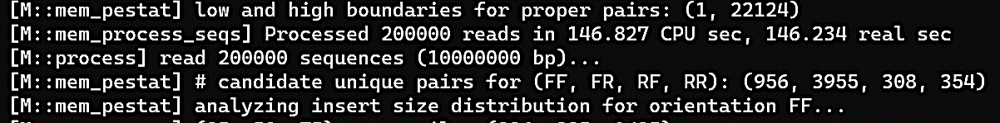 [M::mem_pestat] low and high boundaries for proper pairs: (1, 22124)
[M::mem_process_seqs] Processed 200000 reads in 146.827 CPU sec, 146.234 real sec
[M::process] read 200000 sequences (10000000 bp)...
[M::mem_pestat] # candidate unique pairs for (FF, FR, RF, RR): (956, 3955, 308, 354)
[M::mem_pestat] analyzing insert size distribution for orientation FF...